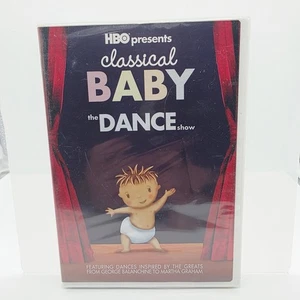 HBO presents
classical
BABY
the DANCE show
FEATURING DANCES INSPIRED BY THE GREATS
FROM GEORGE BALANCHINE TO MARTHA GRAHAM